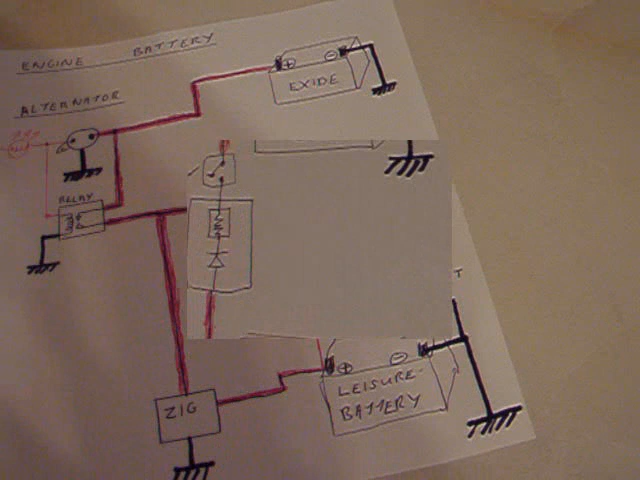 ENGINE BATTERY
EXIDE
ALTERNATOR
RELAY
T
ZIG
LEISURE-
BATTERY